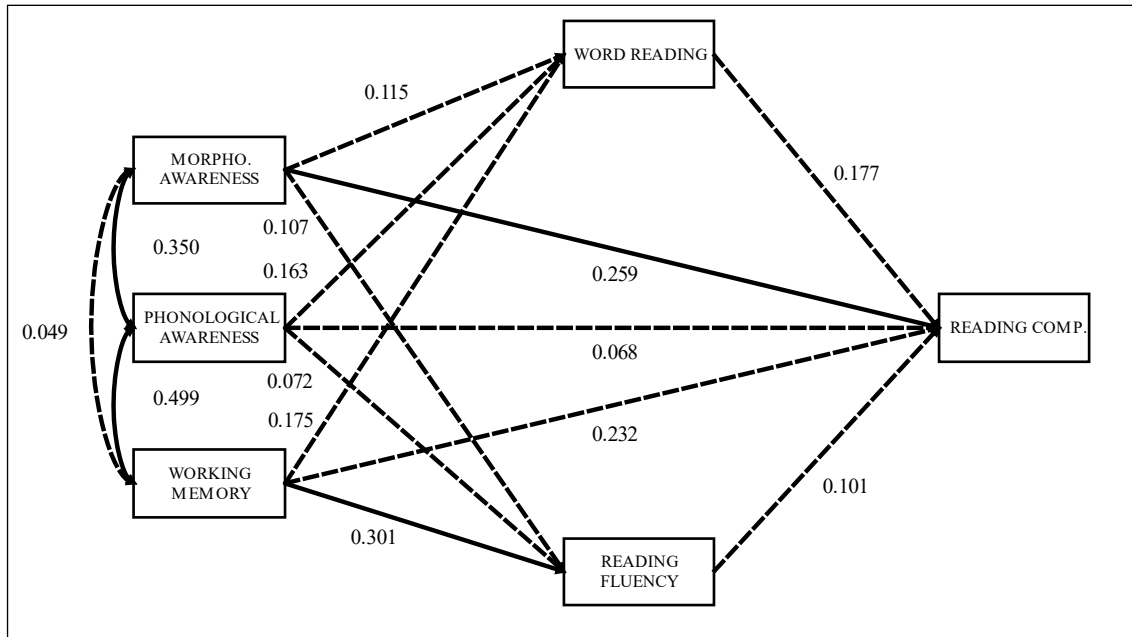 WORD READING
0.115
MORPHO.
AWARENESS
0.177
0.107
0.350
0.163
0.259
PHONOLOGICAL
AWARENESS
READING COMP.
0.049
0.068
0.072
0.499
0.175
0.232
WORKING
MEMORY
0.101
0.301
READING
FLUENCY